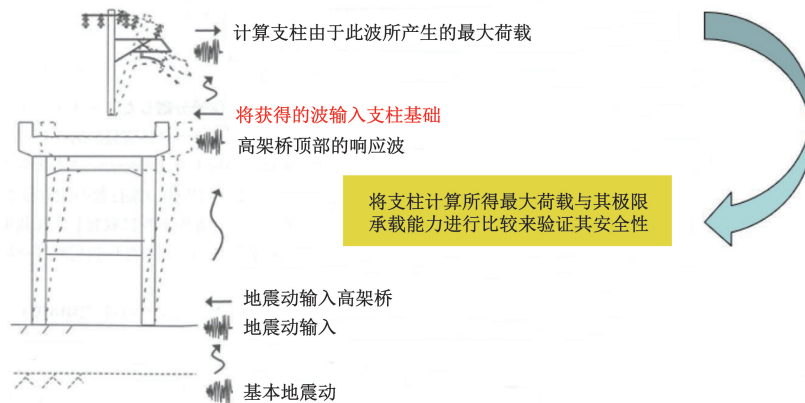 计算支柱由于此波所产生的最大荷载
将获得的波输入支柱基础
高架桥顶部的响应波
将支柱计算所得最大荷载与其极限
承载能力进行比较来验证其安全性
地震动输入高架桥
地震动输入
基本地震动